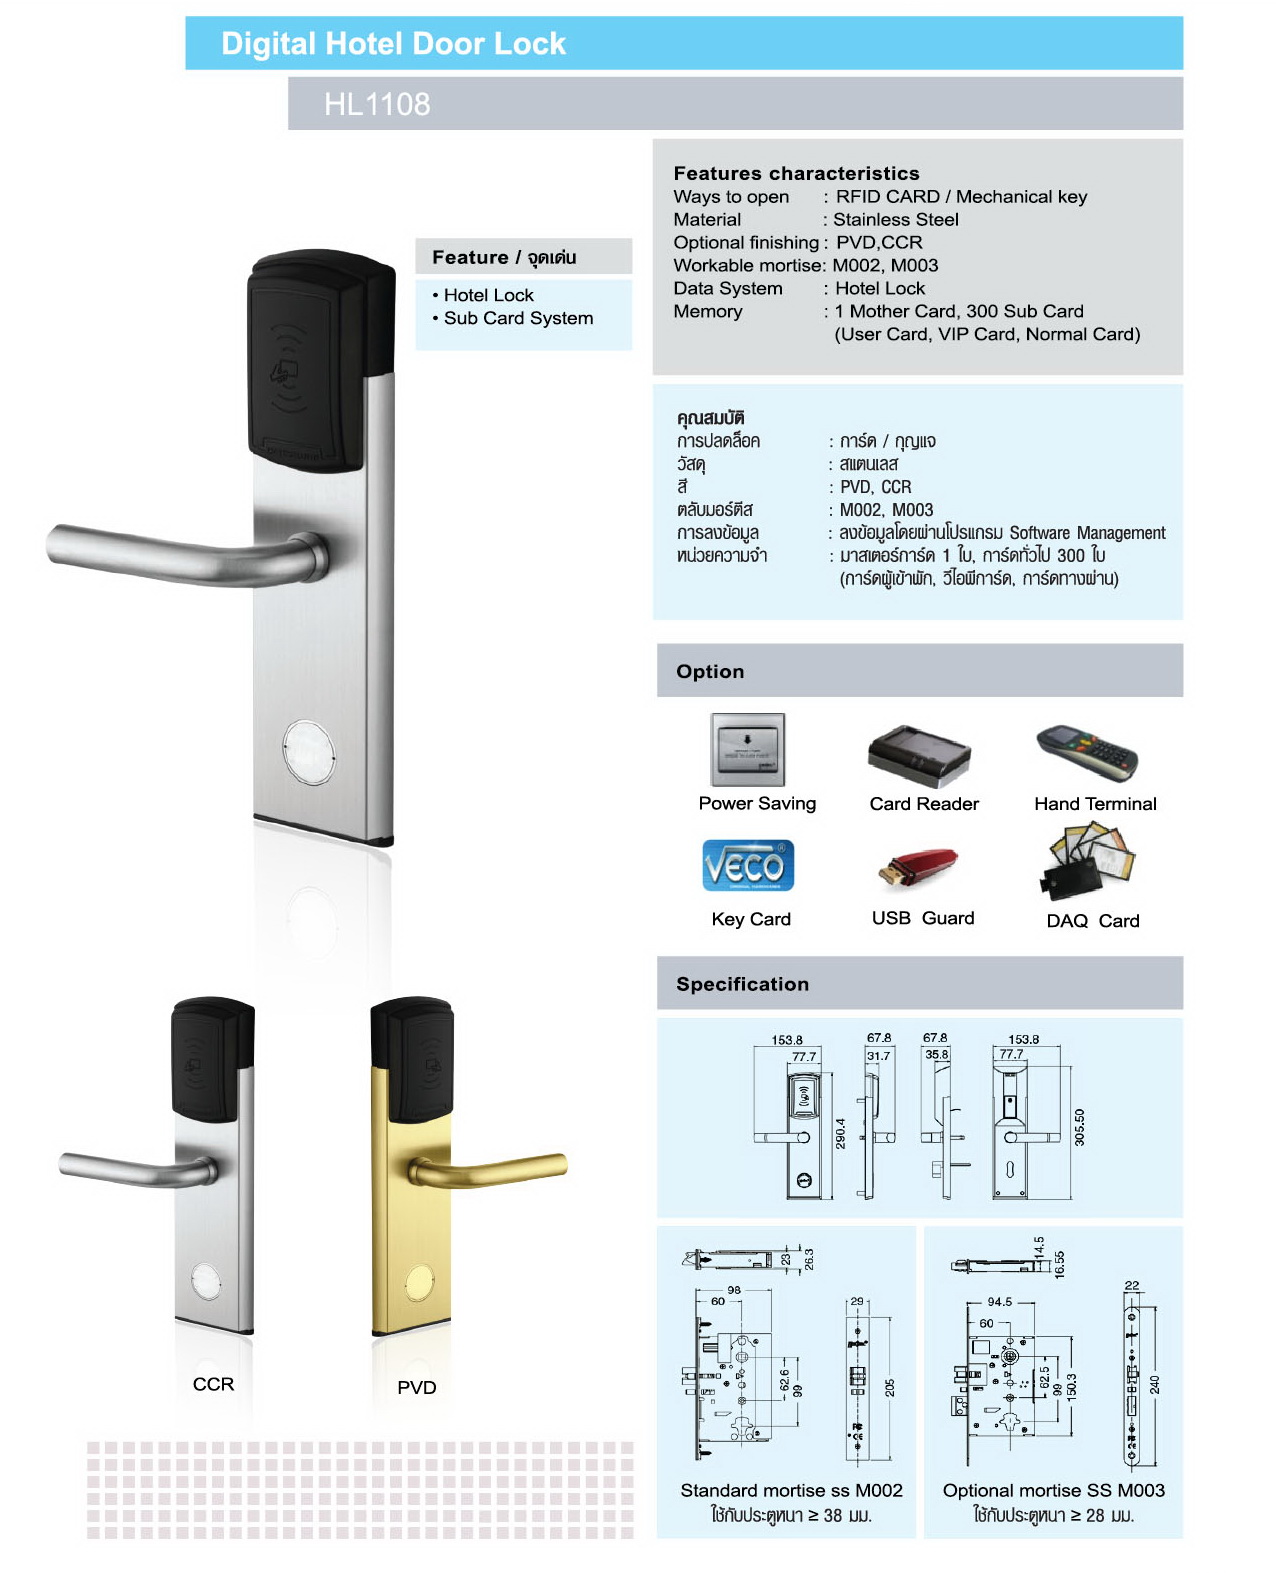 Digital Hotel Door Lock
HL1108
Features characteristics
Ways to open : RFID CARD / Mechanical key
Material : Stainless Steel
Optional finishing : PVD,CCR
Workable mortise: M002, M003
Data System : Hotel Lock
Memory : 1 Mother Card, 300 Sub Card
(User Card, VIP Card, Normal Card)
Feature / จุดเด่น
• Hotel Lock
• Sub Card System
คุณสมบัติ
การปลดล็อค : การ์ด / กุญแจ
วัสดุ : สแตนเลส
สี : PVD, CCR
ตลับมอร์ตีส : M002, M003
การลงข้อมูล : ลงข้อมูลโดยผ่านโปรแกรม Software Management
หน่วยความจำ : มาสเตอร์การ์ด 1 ใบ, การ์ดทั่วไป 300 ใบ
(การ์ดผู้เข้าพัก, วีไอพีการ์ด, การ์ดทางผ่าน)
Option
Power Saving
Card Reader
Hand Terminal
VECO ®
Key Card
USB Guard
DAQ Card
Specification
153.8 67.8 67.8 153.8
77.7 31.7 35.8 77.7
290.4
305.50
23
26.3
98
60
29
62.6
99
205
Standard mortise ss M002
ใช้กับประตูหนา ≥ 38 มม.
14.5
16.55
22
94.5
60
62.5
99
150.3
240
Optional mortise SS M003
ใช้กับประตูหนา ≥ 28 มม.
CCR
PVD